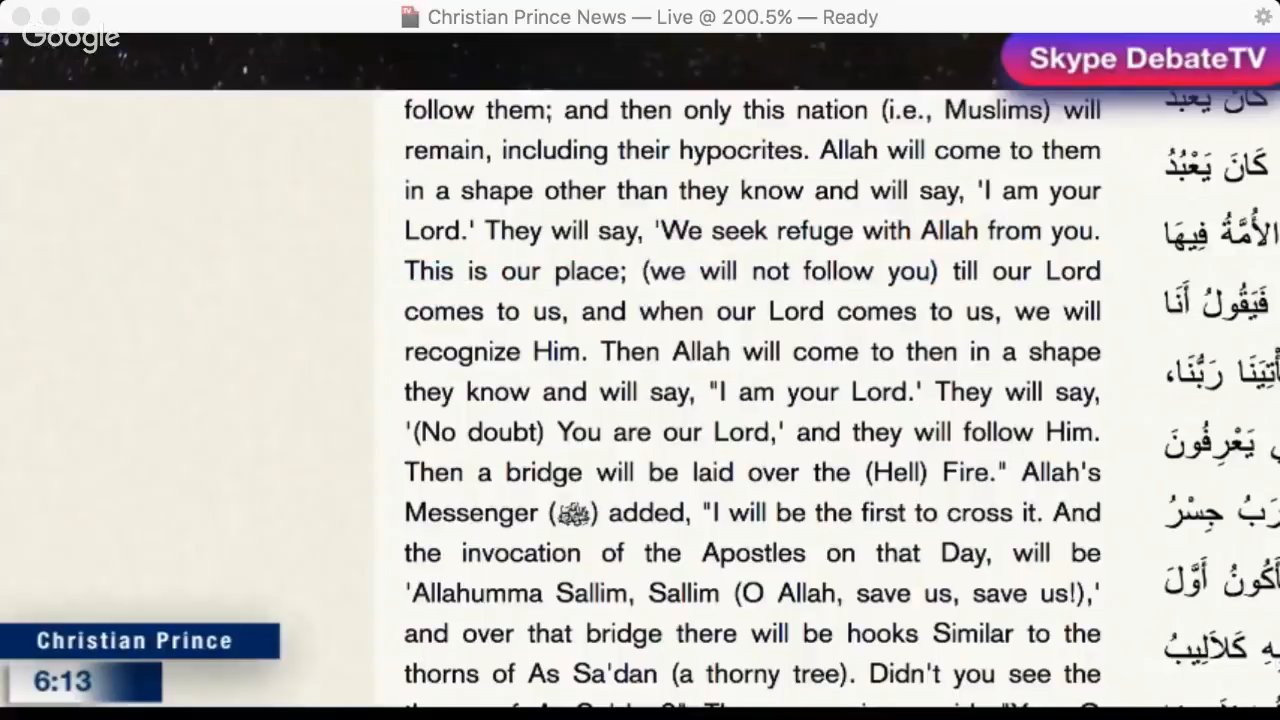 Christian Prince News — Live @ 200.5% — Ready
Google
Skype DebateTV
follow them; and then only this nation (i.e., Muslims) will
remain, including their hypocrites. Allah will come to them
in a shape other than they know and will say, 'I am your
Lord.' They will say, 'We seek refuge with Allah from you.
This is our place; (we will not follow you) till our Lord
comes to us, and when our Lord comes to us, we will
recognize Him. Then Allah will come to then in a shape
they know and will say, "I am your Lord.' They will say,
'(No doubt) You are our Lord,' and they will follow Him.
Then a bridge will be laid over the (Hell) Fire." Allah's
Messenger (ﷺ) added, "I will be the first to cross it. And
the invocation of the Apostles on that Day, will be
'Allahumma Sallim, Sallim (O Allah, save us, save us!),'
and over that bridge there will be hooks Similar to the
thorns of As Sa'dan (a thorny tree). Didn't you see the
كَانَ يَعْبُدُ
الأُمَّةُ فِيهَا
فَيَقُولُ أَنَا
رَبُّنَا،
يَعْرِفُونَ
جِسْرُ
أَوَّلَ
كَلاَلِيبُ
Christian Prince
6:13